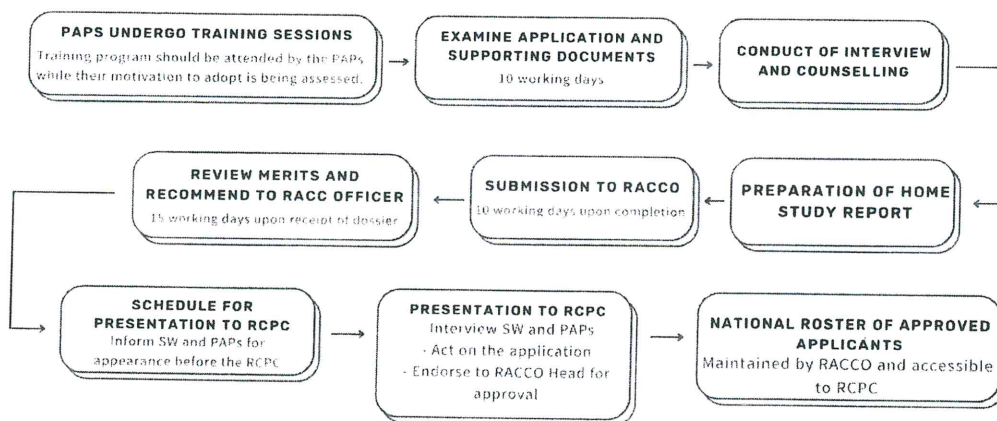 PAPS UNDERGO TRAINING SESSIONS
Training program should be attended by the PAPs
while their motivation to adopt is being assessed.
EXAMINE APPLICATION AND
SUPPORTING DOCUMENTS
10 working days
CONDUCT OF INTERVIEW
AND COUNSELLING
PREPARATION OF HOME
STUDY REPORT
SUBMISSION TO RACCO
10 working days upon completion
REVIEW MERITS AND
RECOMMEND TO RACC OFFICER
15 working days upon receipt of dossier
SCHEDULE FOR
PRESENTATION TO RCPC
Inform SW and PAPs for
appearance before the RCPC
PRESENTATION TO RCPC
Interview SW and PAPs
- Act on the application
- Endorse to RACCO Head for
approval
NATIONAL ROSTER OF APPROVED
APPLICANTS
Maintained by RACCO and accessible
to RCPC